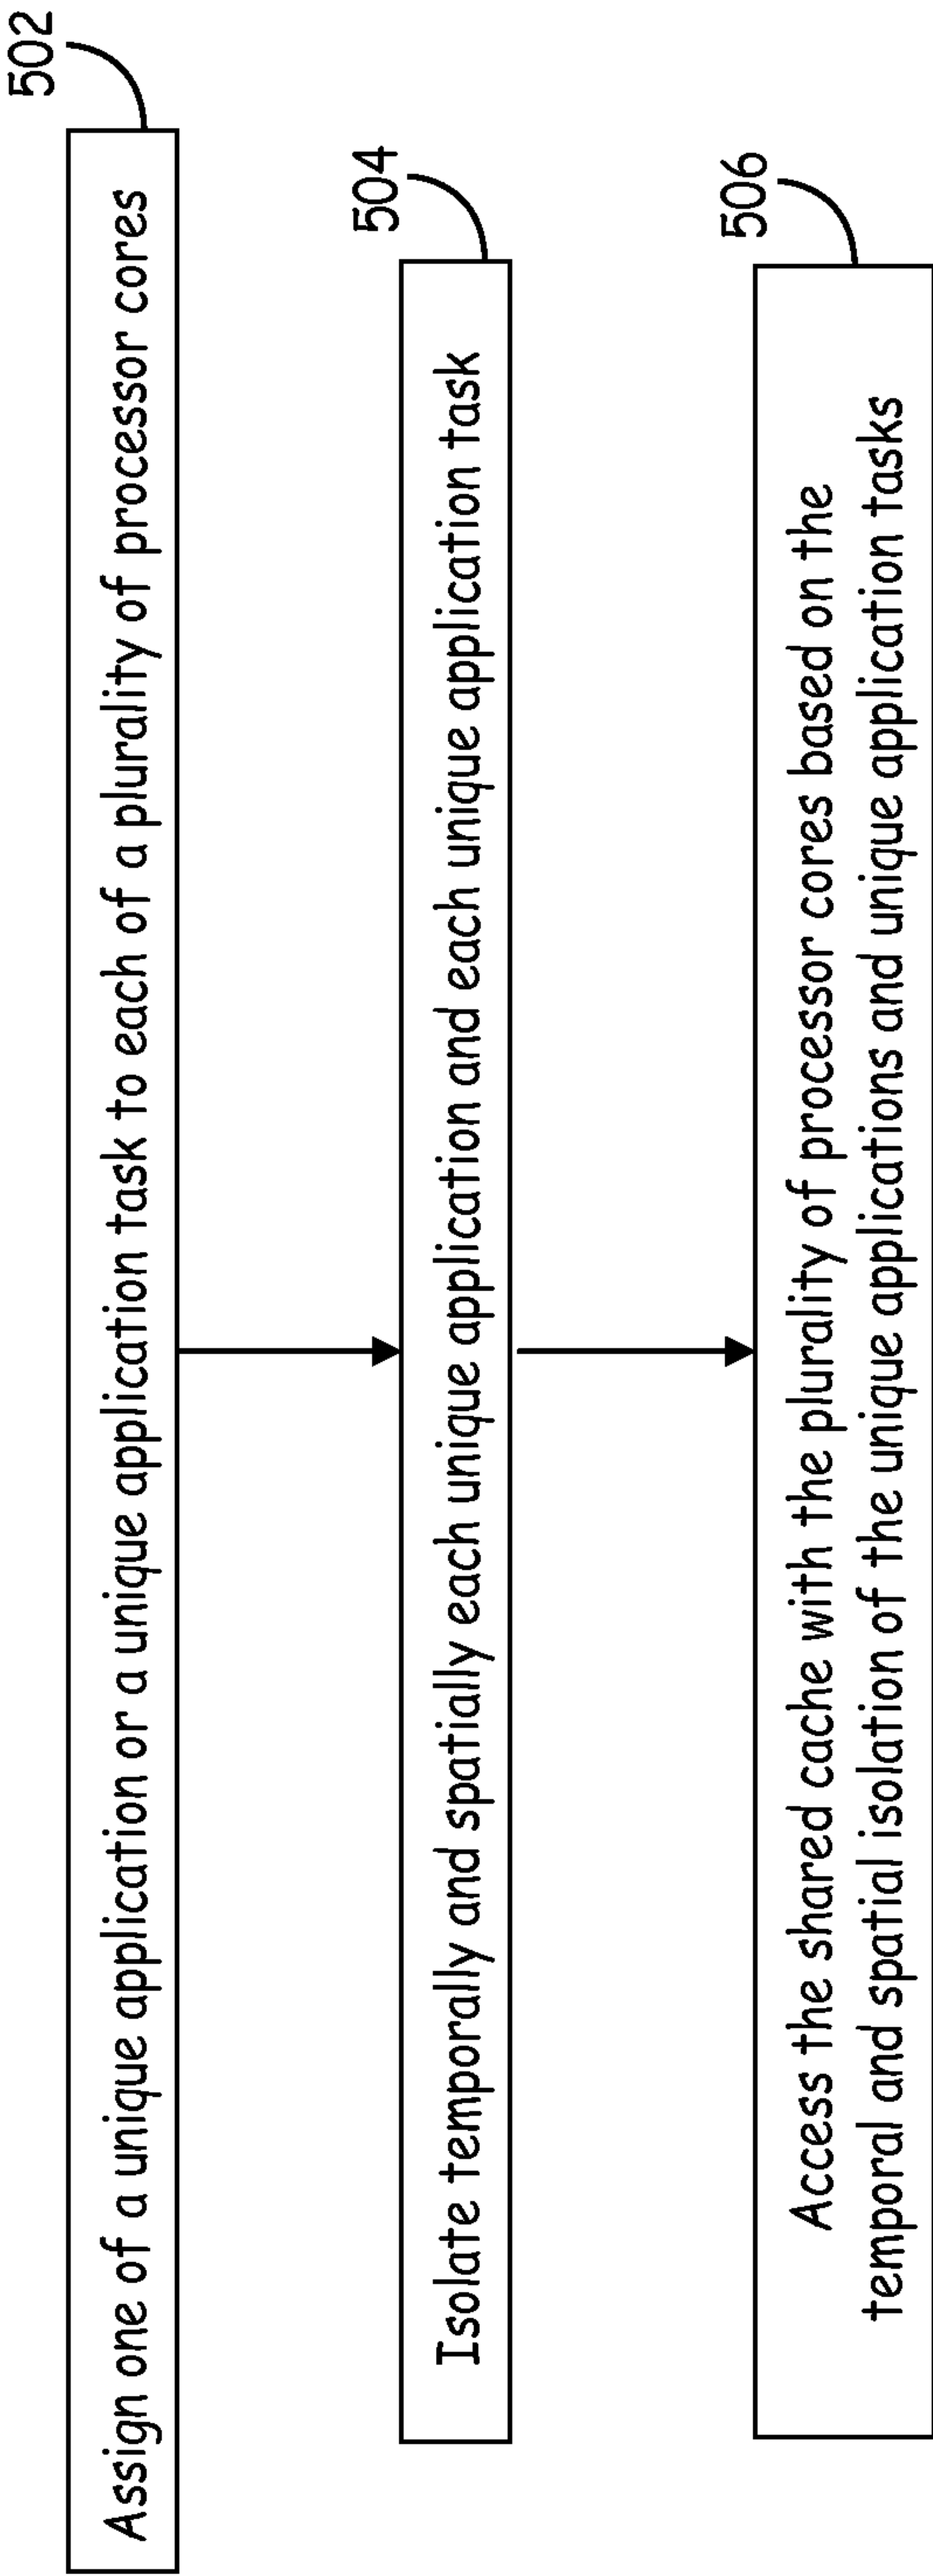 502
Assign one of a unique application or a unique application task to each of a plurality of processor cores
504
Isolate temporally and spatially each unique application and each unique application task
506
Access the shared cache with the plurality of processor cores based on the
temporal and spatial isolation of the unique applications and unique application tasks